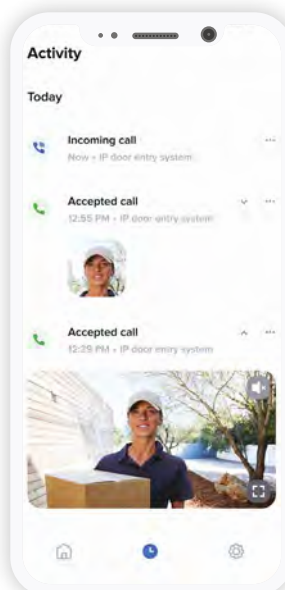 Activity
Today
Incoming call
Now • IP door entry system
Accepted call
12:55 PM • IP door entry system
Accepted call
12:29 PM • IP door entry system